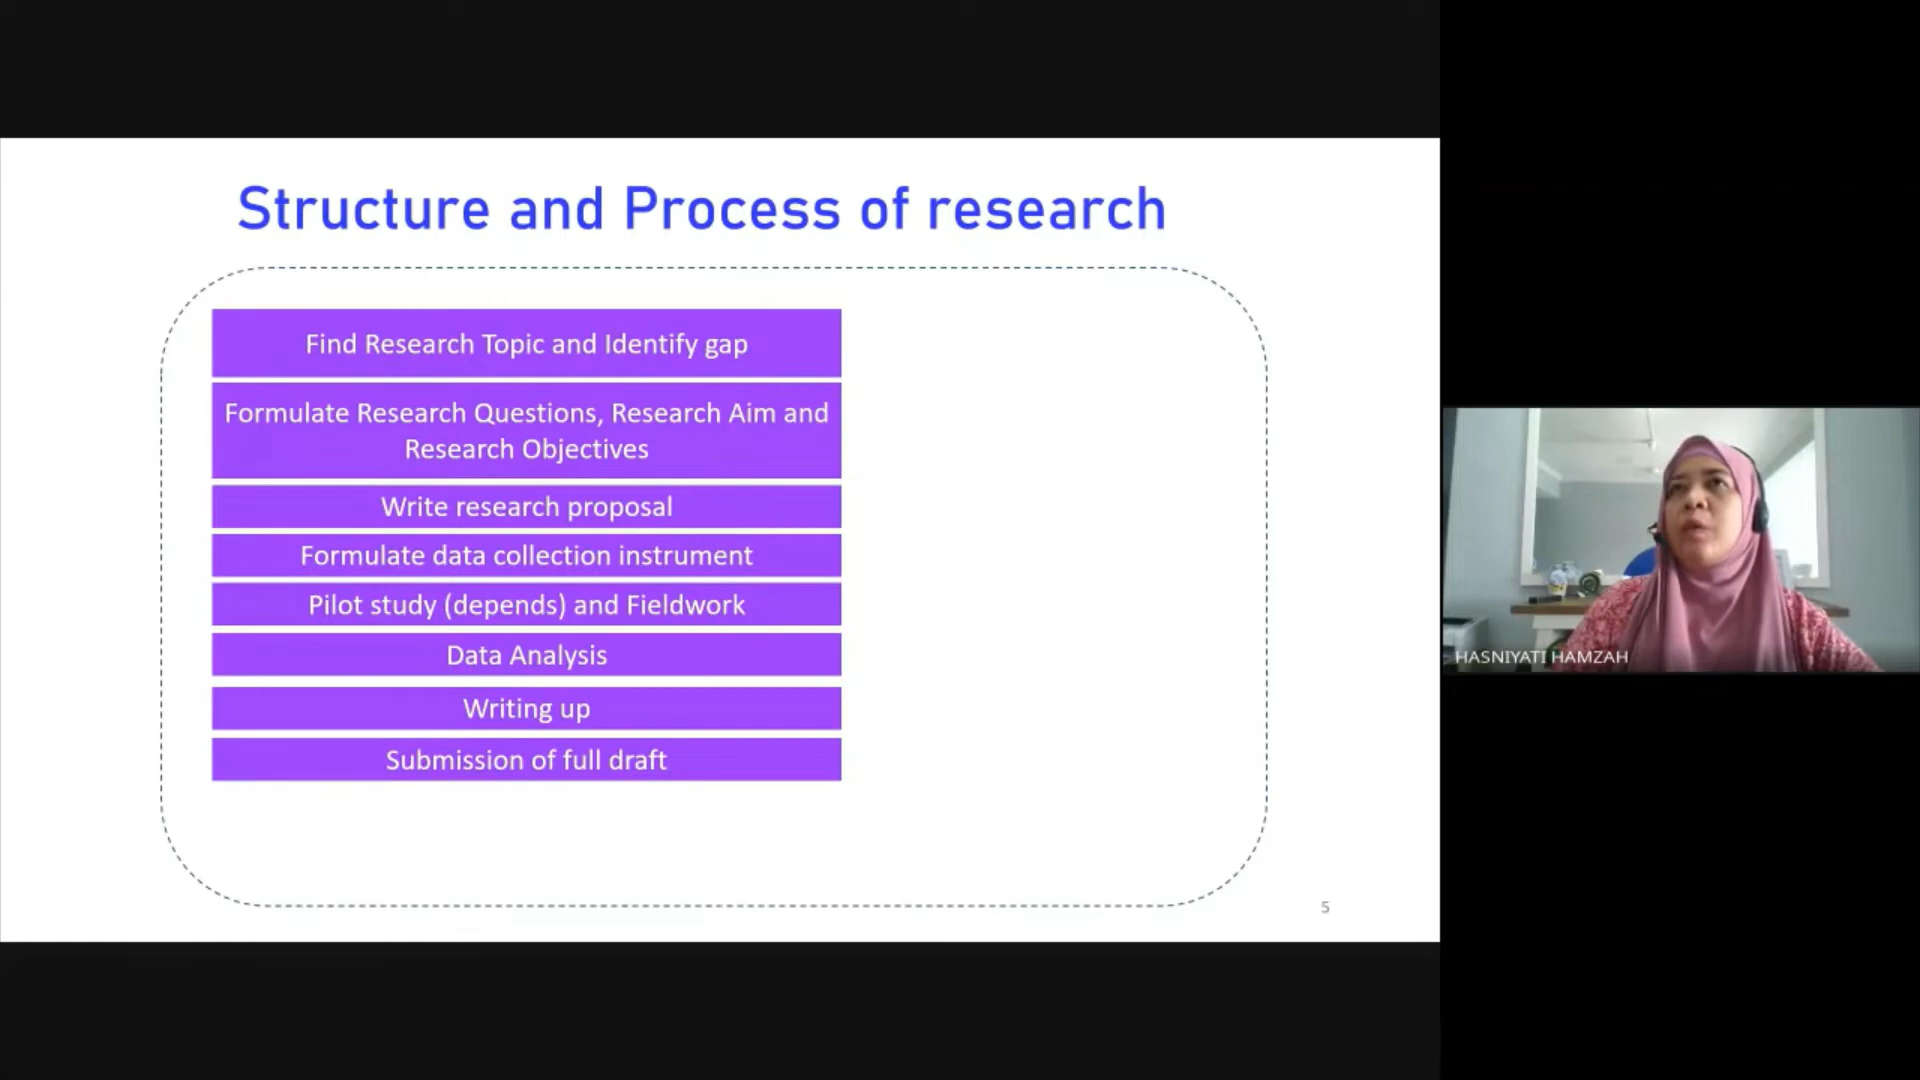 Structure and Process of research
Find Research Topic and Identify gap
Formulate Research Questions, Research Aim and
Research Objectives
Write research proposal
Formulate data collection instrument
Pilot study (depends) and Fieldwork
Data Analysis
Writing up
Submission of full draft
5
HASNIYATI HAMZAH